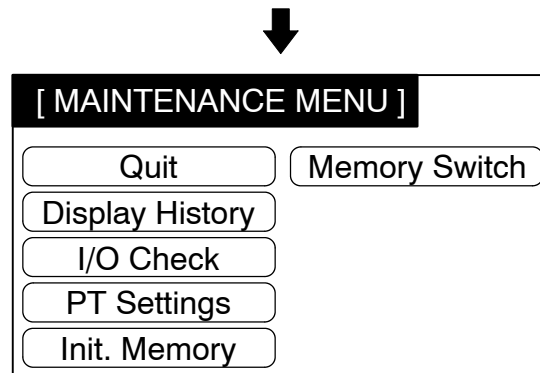 [ MAINTENANCE MENU ]
Quit
Memory Switch
Display History
I/O Check
PT Settings
Init. Memory